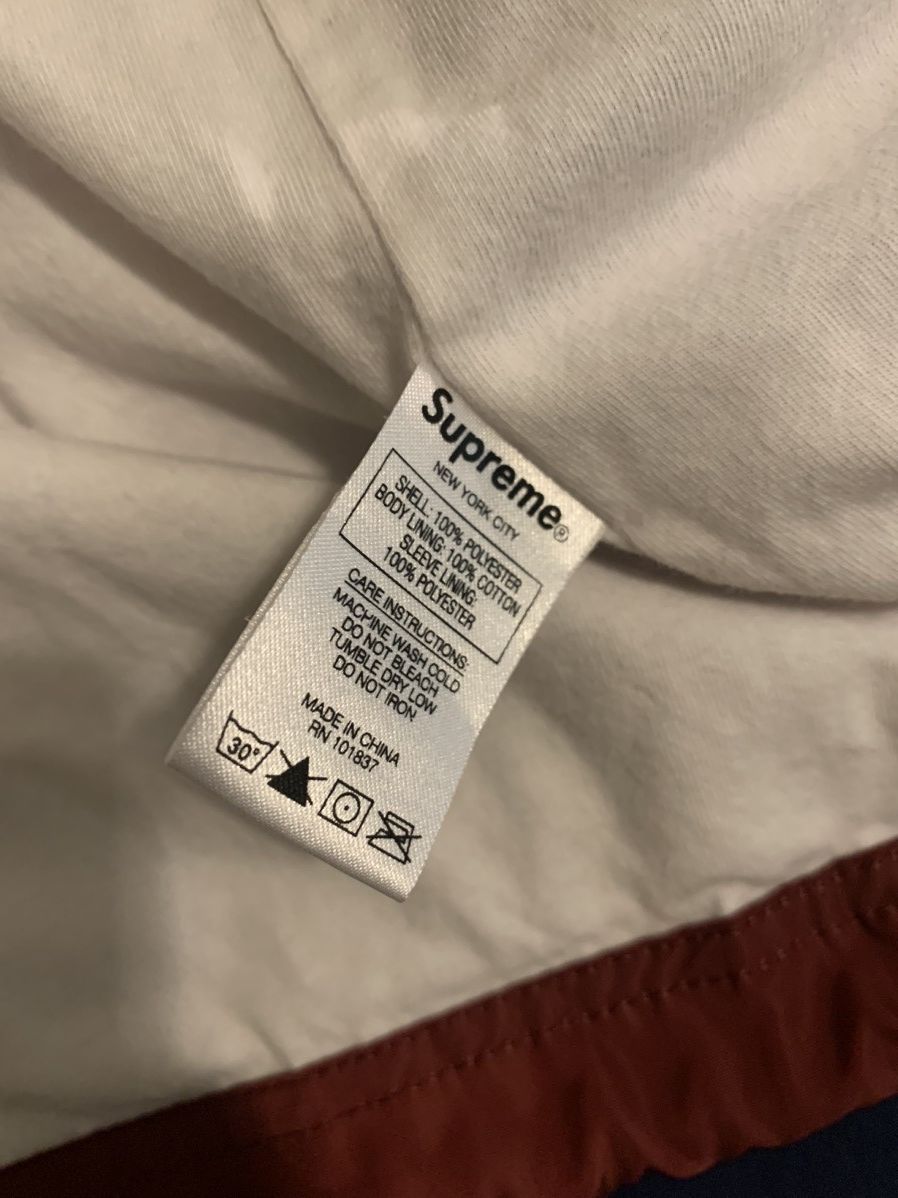 Supreme®
NEW YORK CITY
SHELL: 100% POLYESTER
BODY LINING: 100% COTTON
SLEEVE LINING:
100% POLYESTER
CARE INSTRUCTIONS:
MACHINE WASH COLD
DO NOT BLEACH
TUMBLE DRY LOW
DO NOT IRON
MADE IN CHINA
RN 101837
30°